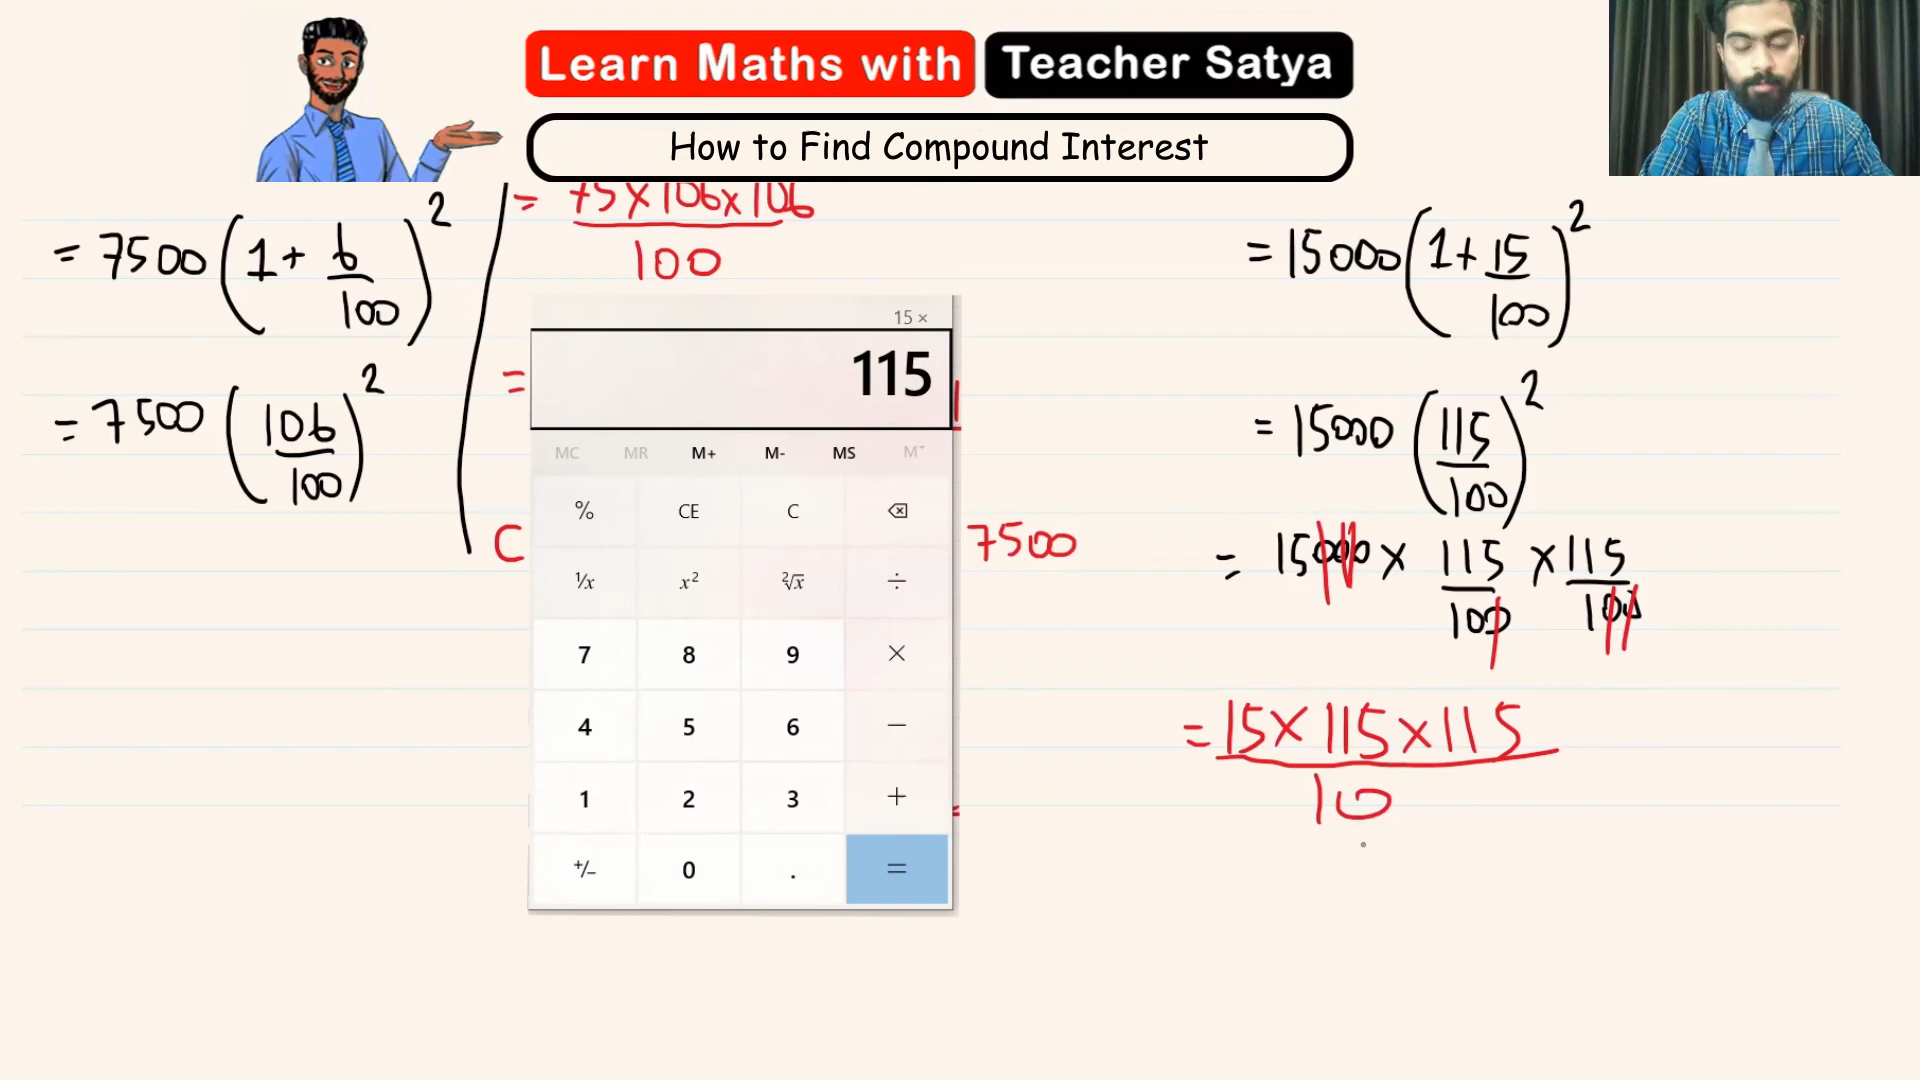 Learn Maths with Teacher Satya
How to Find Compound Interest
= 7500 (1 + 6/100)²
= 7500 (106/100)²
= 75 × 106 × 106
100
=
C
7500
15 ×
115
MC MR M+ M- MS M˅
% CE C ⌫
¹/x x² ²√x ÷
7 8 9 ×
4 5 6 −
1 2 3 +
+/− 0 . =
= 15000 (1 + 15/100)²
= 15000 (115/100)²
= 15000 × 115/100 × 115/100
= 15 × 115 × 115
10